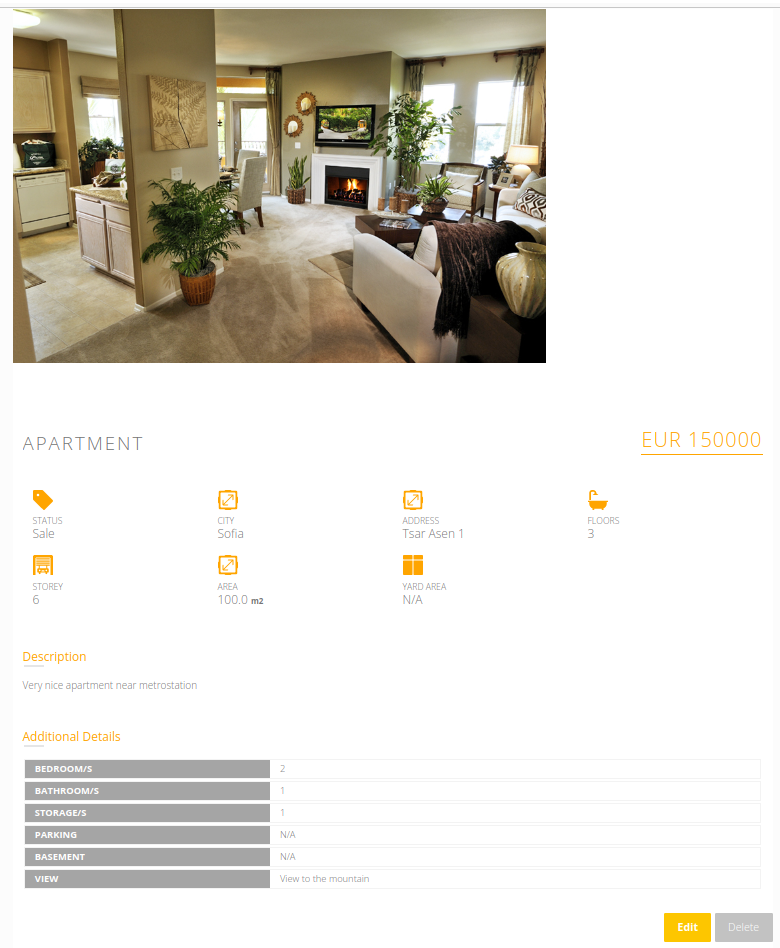 APARTMENT
EUR 150000
STATUS
Sale
CITY
Sofia
ADDRESS
Tsar Asen 1
FLOORS
3
STOREY
6
AREA
100.0 m2
YARD AREA
N/A
Description
Very nice apartment near metrostation
Additional Details
BEDROOM/S 2
BATHROOM/S 1
STORAGE/S 1
PARKING N/A
BASEMENT N/A
VIEW View to the mountain
Edit Delete